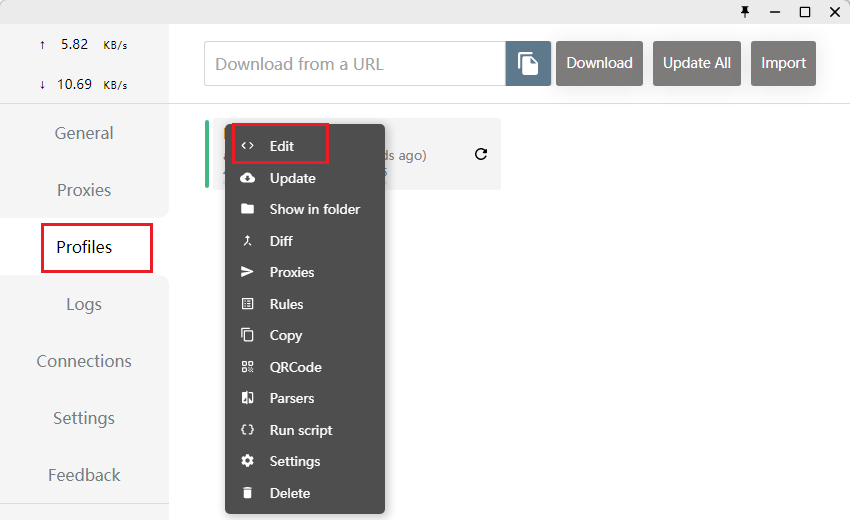 ↑ 5.82 KB/s
↓ 10.69 KB/s
General
Proxies
Profiles
Logs
Connections
Settings
Feedback
Download from a URL
Download
Update All
Import
ds ago)
Edit
Update
Show in folder
Diff
Proxies
Rules
Copy
QRCode
Parsers
Run script
Settings
Delete